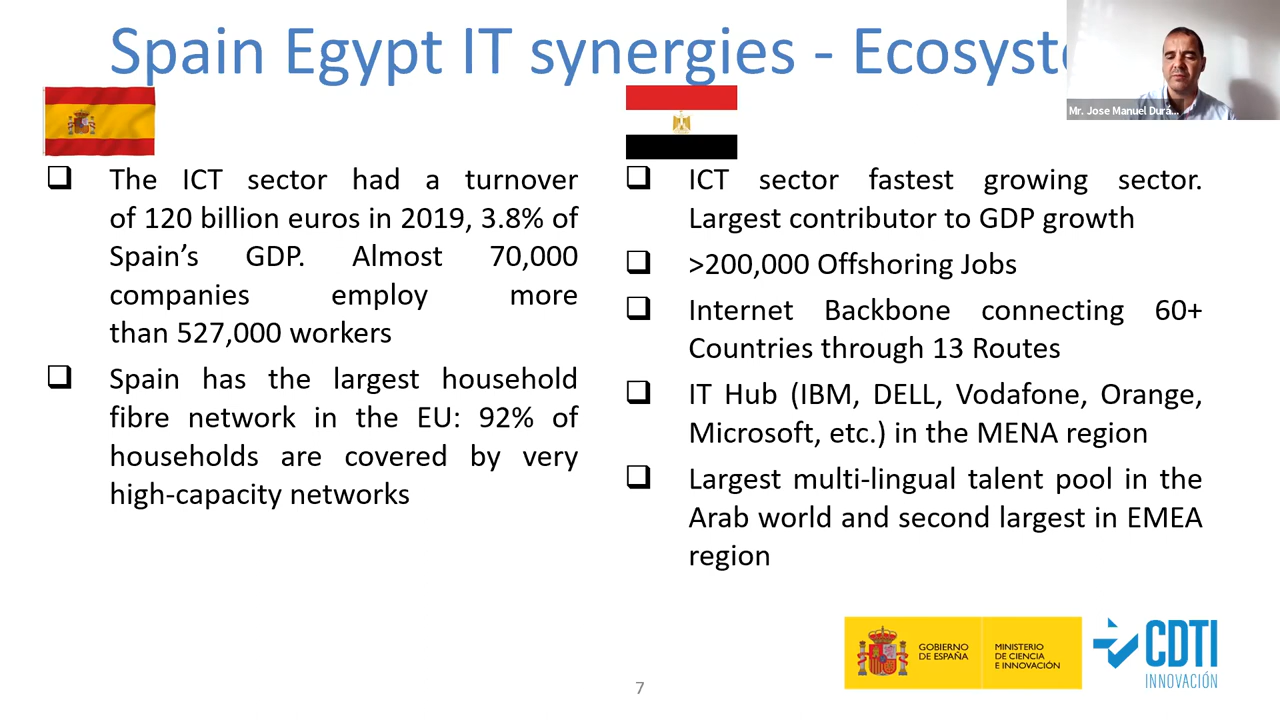 Spain Egypt IT synergies - Ecosyst
Mr. Jose Manuel Durá...
❑ The ICT sector had a turnover
of 120 billion euros in 2019, 3.8% of
Spain’s GDP. Almost 70,000
companies employ more
than 527,000 workers
❑ Spain has the largest household
fibre network in the EU: 92% of
households are covered by very
high-capacity networks
❑ ICT sector fastest growing sector.
Largest contributor to GDP growth
❑ >200,000 Offshoring Jobs
❑ Internet Backbone connecting 60+
Countries through 13 Routes
❑ IT Hub (IBM, DELL, Vodafone, Orange,
Microsoft, etc.) in the MENA region
❑ Largest multi-lingual talent pool in the
Arab world and second largest in EMEA
region
GOBIERNO
DE ESPAÑA
MINISTERIO
DE CIENCIA
E INNOVACIÓN
CDTI
INNOVACIÓN
7